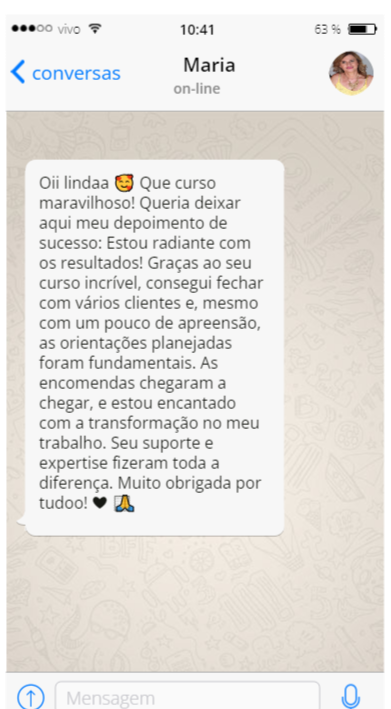 vivo 10:41 63 %
conversas Maria
on-line
Oii lindaa 🥰 Que curso
maravilhoso! Queria deixar
aqui meu depoimento de
sucesso: Estou radiante com
os resultados! Graças ao seu
curso incrível, consegui fechar
com vários clientes e, mesmo
com um pouco de apreensão,
as orientações planejadas
foram fundamentais. As
encomendas chegaram a
chegar, e estou encantado
com a transformação no meu
trabalho. Seu suporte e
expertise fizeram toda a
diferença. Muito obrigada por
tudoo! 🖤 🙏
Mensagem